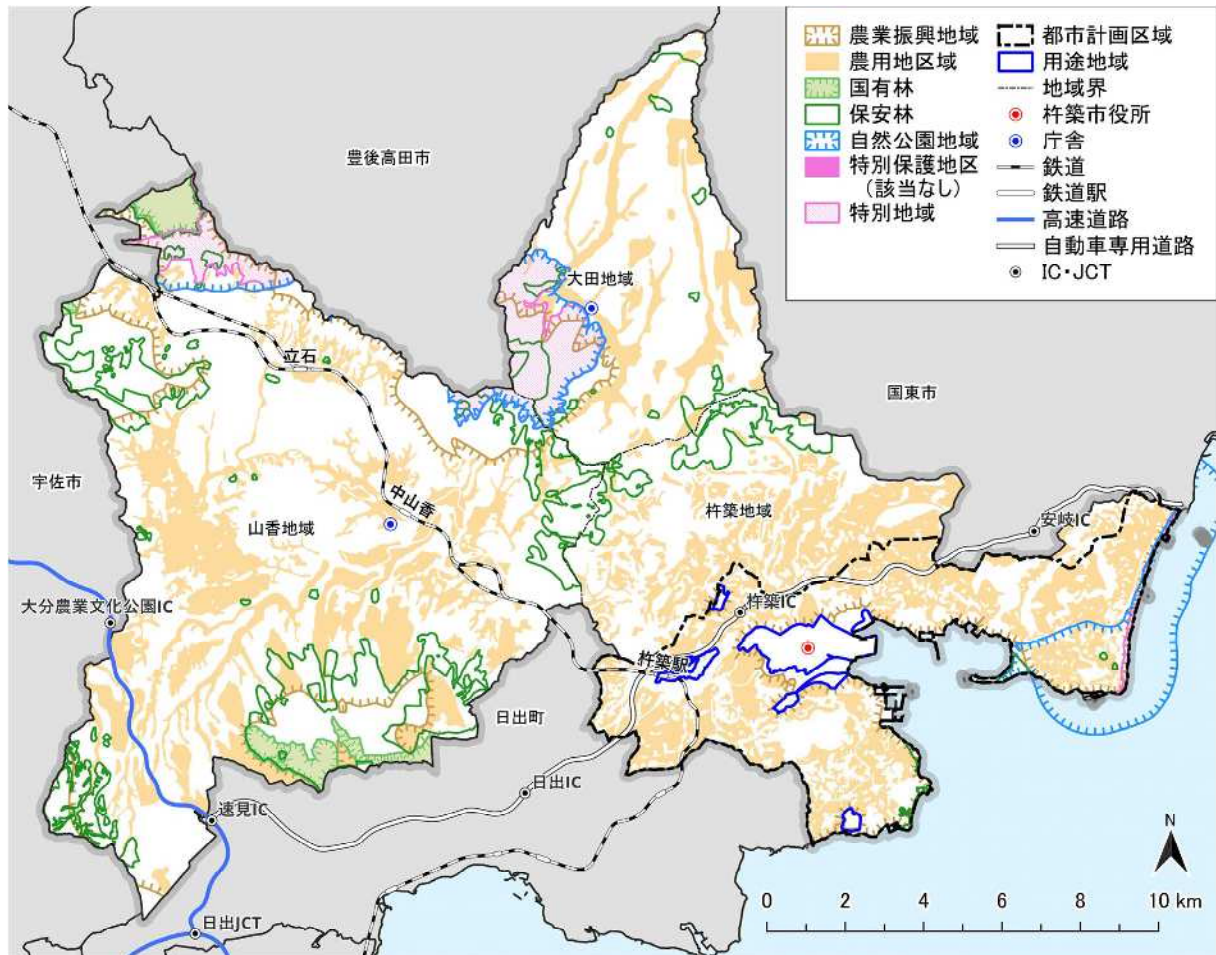 農業振興地域
農用地区域
国有林
保安林
自然公園地域
特別保護地区
(該当なし)
特別地域
都市計画区域
用途地域
地域界
杵築市役所
庁舎
鉄道
鉄道駅
高速道路
自動車専用道路
IC・JCT
豊後高田市
大田地域
立石
国東市
宇佐市
中山香
山香地域
杵築地域
安岐IC
大分農業文化公園IC
杵築IC
杵築駅
日出町
日出IC
速見IC
日出JCT
N
0 2 4 6 8 10 km